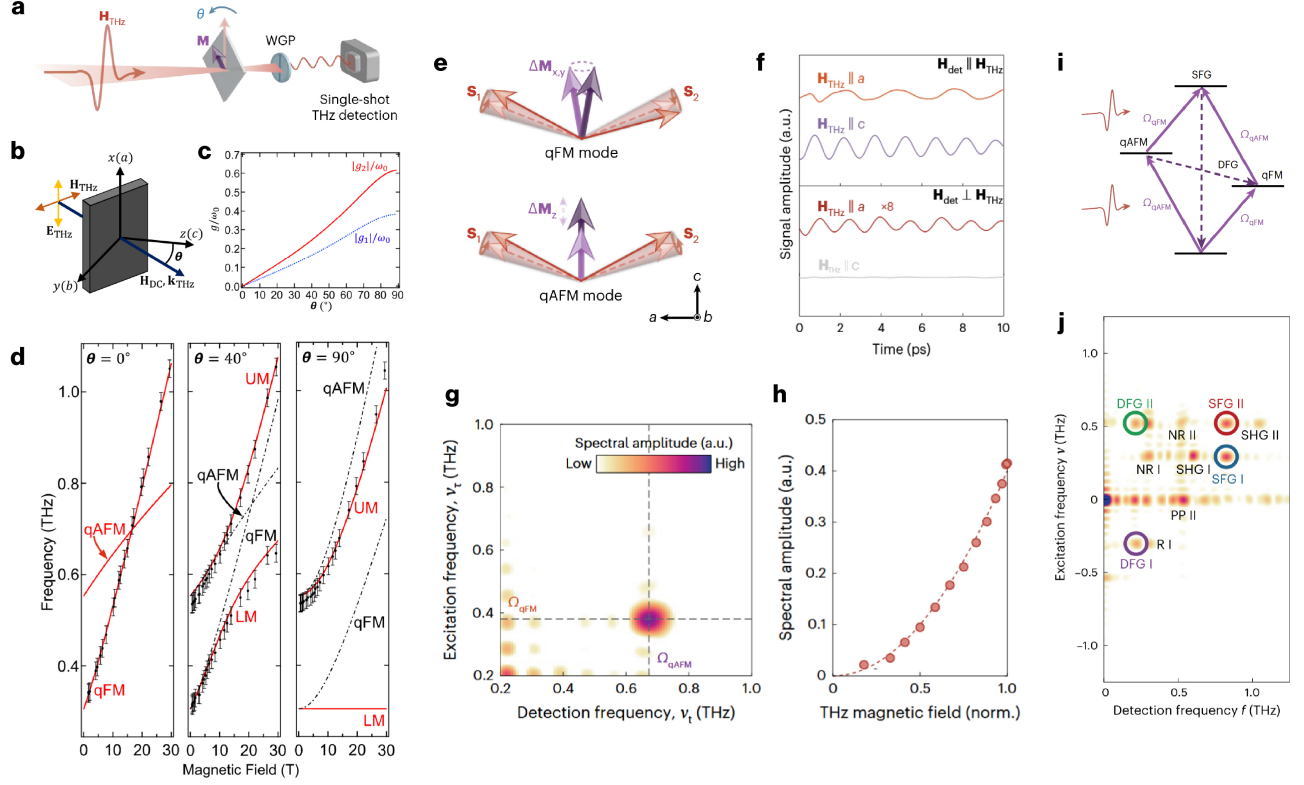 a
H_THz
θ
M
WGP
Single-shot
THz detection
b
x(a)
H_THz
E_THz
z(c)
θ
y(b)
H_DC, k_THz
c
g/ω₀
0.7
0.6
0.5
0.4
0.3
0.2
0.1
0.0
|g₂|/ω₀
|g₁|/ω₀
0 10 20 30 40 50 60 70 80 90
θ (°)
d
θ = 0°
θ = 40°
θ = 90°
Frequency (THz)
1.0
0.8
0.6
0.4
qAFM
qFM
UM
qAFM
qFM
LM
qAFM
UM
qFM
LM
0 10 20 30
0 10 20 30
0 10 20 30
Magnetic Field (T)
e
ΔM_x,y
S₁
S₂
qFM mode
ΔM_z
S₁
S₂
qAFM mode
c
a
b
f
Signal amplitude (a.u.)
H_det ∥ H_THz
H_THz ∥ a
H_THz ∥ c
H_det ⊥ H_THz
H_THz ∥ a ×8
H_THz ∥ c
0 2 4 6 8 10
Time (ps)
g
Excitation frequency, ν_τ (THz)
1.0
0.8
0.6
0.4
0.2
Spectral amplitude (a.u.)
Low
High
Ω_qFM
Ω_qAFM
0.2 0.4 0.6 0.8 1.0
Detection frequency, ν_t (THz)
h
Spectral amplitude (a.u.)
0.5
0.4
0.3
0.2
0.1
0
0 0.5 1.0
THz magnetic field (norm.)
i
SFG
Ω_qFM
Ω_qAFM
qAFM
DFG
qFM
Ω_qAFM
Ω_qFM
j
Excitation frequency ν (THz)
1.0
0.5
0
−0.5
−1.0
DFG II
SFG II
NR II
SHG II
NR I
SHG I
SFG I
PP II
R I
DFG I
0 0.5 1.0
Detection frequency f (THz)